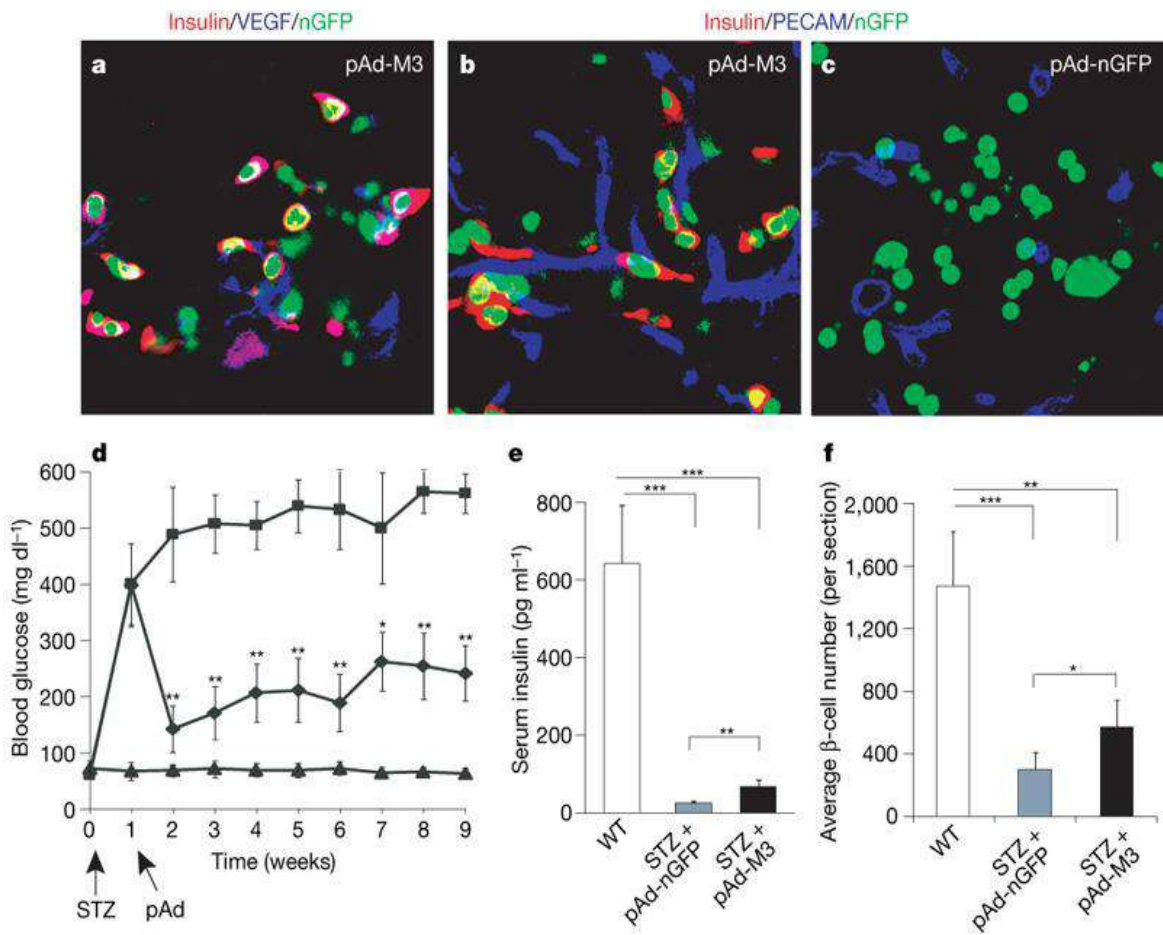 Insulin/VEGF/nGFP
Insulin/PECAM/nGFP
a
pAd-M3
b
pAd-M3
c
pAd-nGFP
d
600
500
400
300
200
100
0
Blood glucose (mg dl⁻¹)
**
**
**
**
**
*
**
**
0 1 2 3 4 5 6 7 8 9
Time (weeks)
STZ
pAd
e
***
***
**
800
600
400
200
0
Serum insulin (pg ml⁻¹)
WT
STZ +
pAd-nGFP
STZ +
pAd-M3
f
**
***
*
2,000
1,600
1,200
800
400
0
Average β-cell number (per section)
WT
STZ +
pAd-nGFP
STZ +
pAd-M3